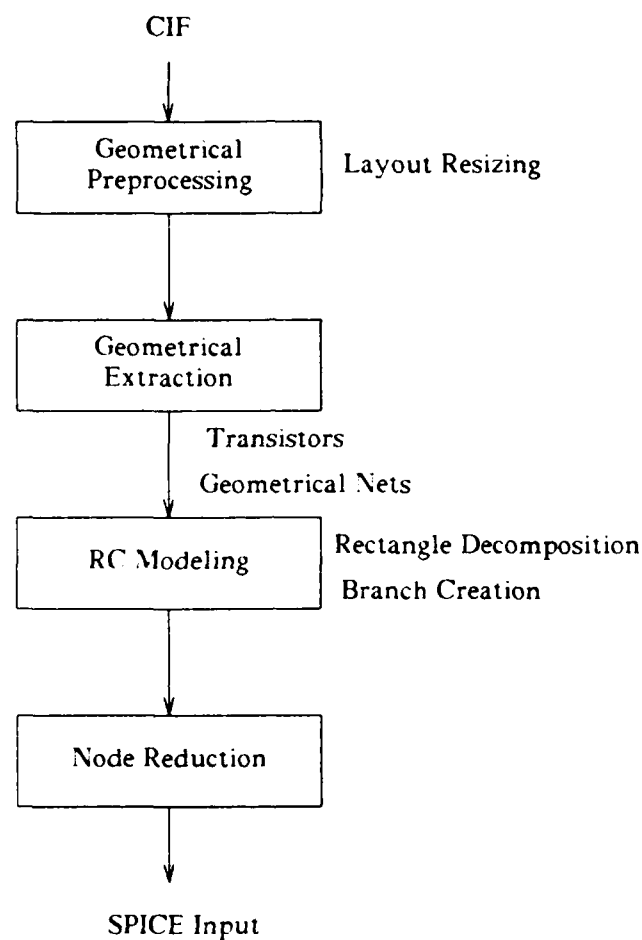 CIF
Geometrical
Preprocessing
Layout Resizing
Geometrical
Extraction
Transistors
Geometrical Nets
RC Modeling
Rectangle Decomposition
Branch Creation
Node Reduction
SPICE Input